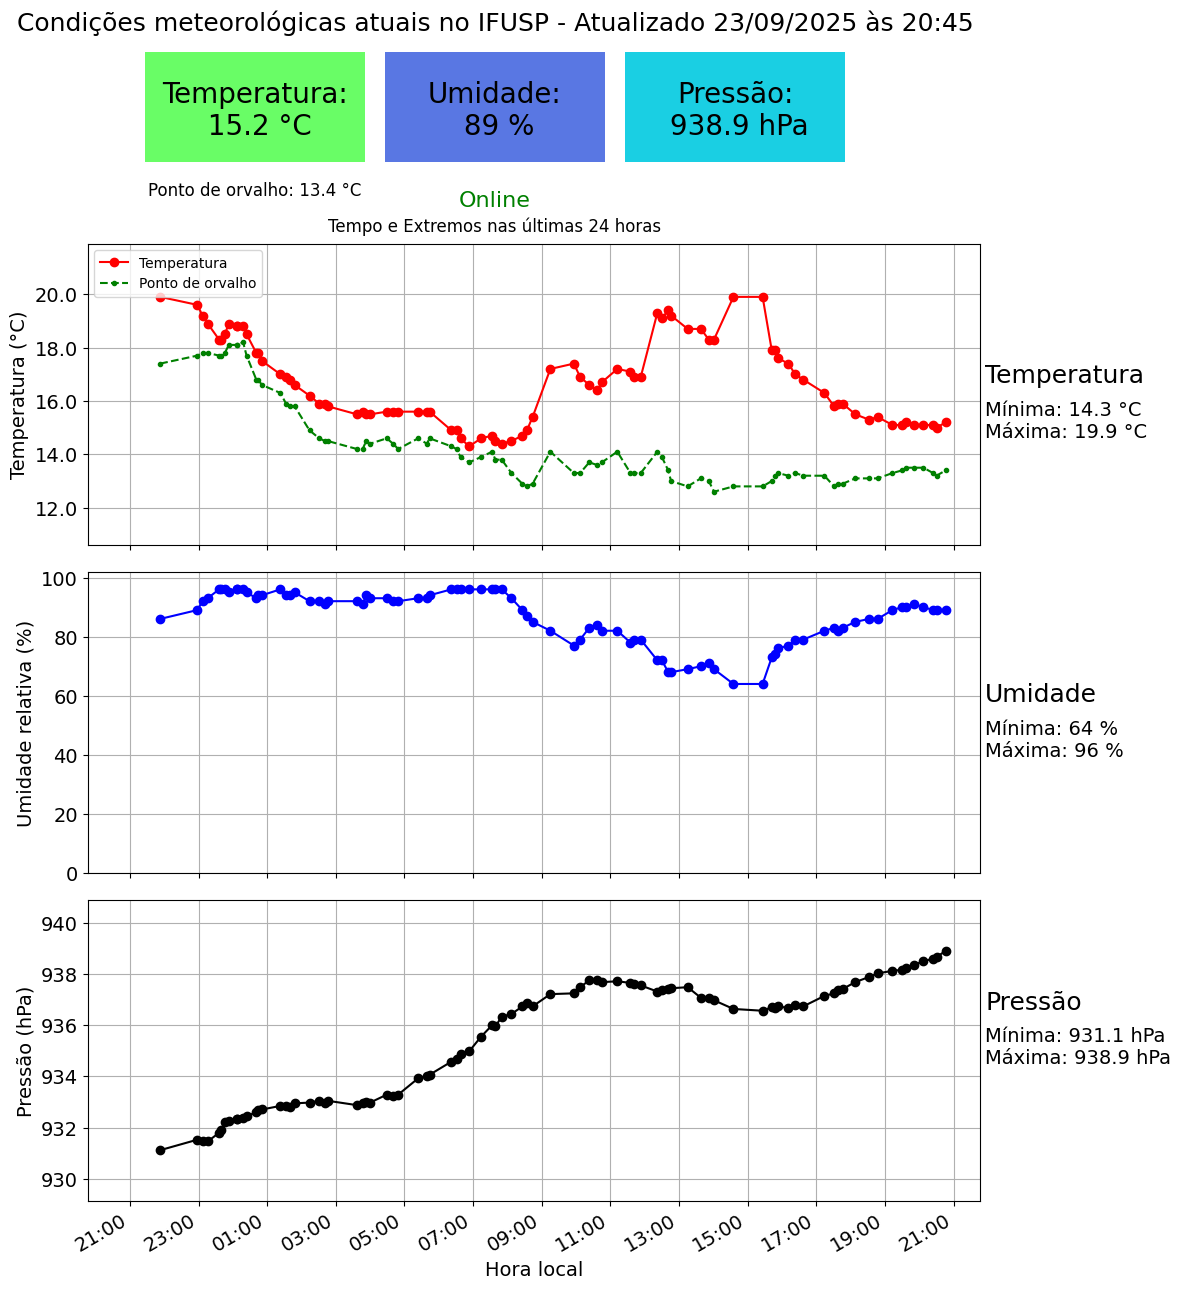 Condições meteorológicas atuais no IFUSP - Atualizado 23/09/2025 às 20:45
Temperatura:
15.2 °C
Umidade:
89 %
Pressão:
938.9 hPa
Ponto de orvalho: 13.4 °C
Online
Tempo e Extremos nas últimas 24 horas
Temperatura
Ponto de orvalho
Temperatura (°C)
20.0
18.0
16.0
14.0
12.0
Temperatura
Mínima: 14.3 °C
Máxima: 19.9 °C
Umidade relativa (%)
100
80
60
40
20
0
Umidade
Mínima: 64 %
Máxima: 96 %
Pressão (hPa)
940
938
936
934
932
930
Pressão
Mínima: 931.1 hPa
Máxima: 938.9 hPa
21:00
23:00
01:00
03:00
05:00
07:00
09:00
11:00
13:00
15:00
17:00
19:00
21:00
Hora local